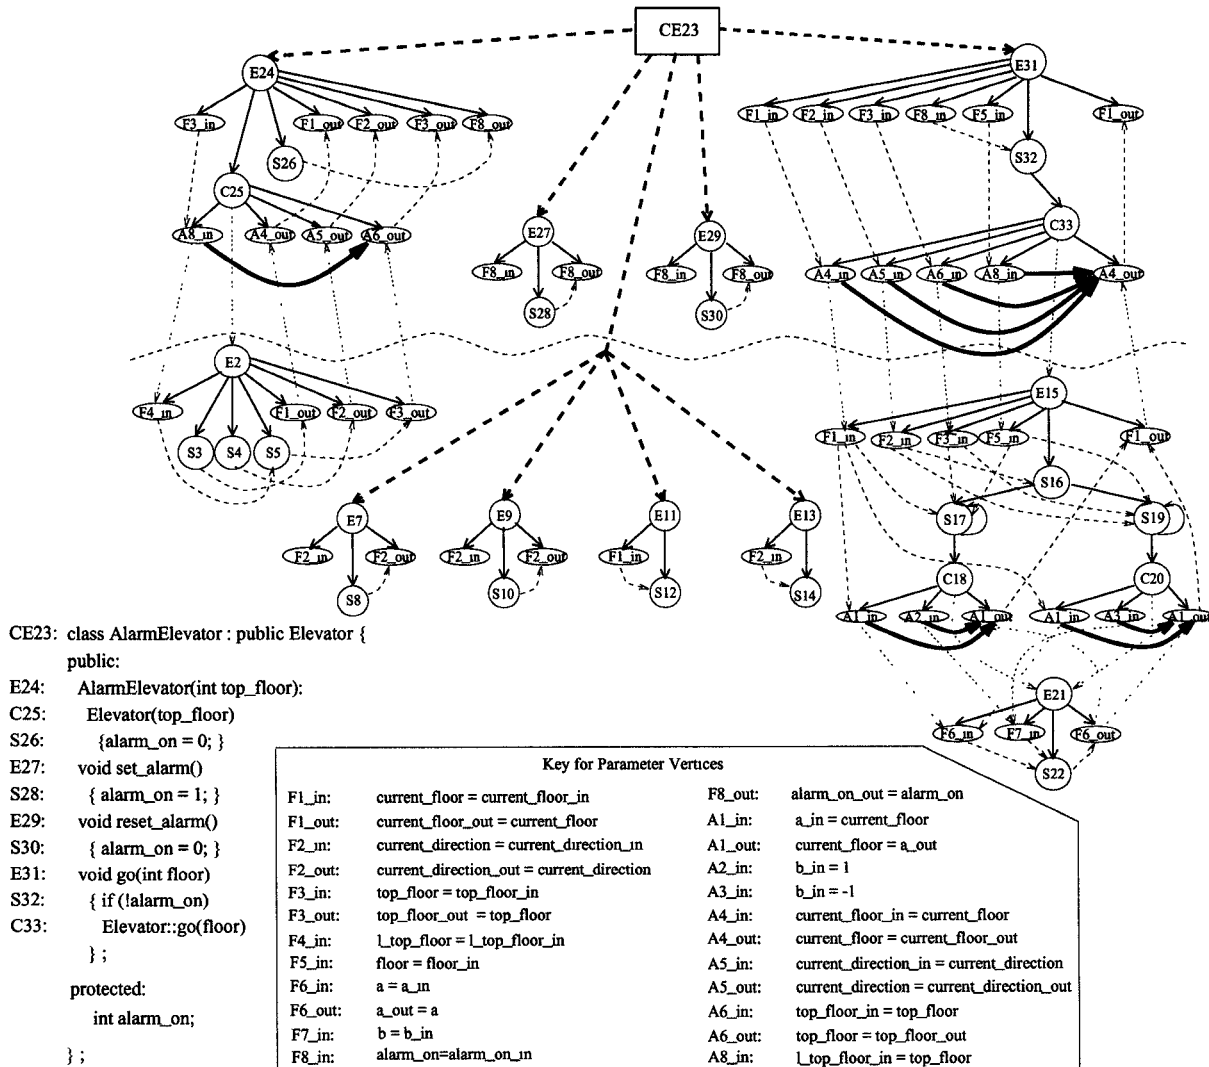 CE23
E24
E31
F3_in
F1_out
F2_out
F3_out
F8_out
F1_in
F2_in
F3_in
F8_in
F5_in
F1_out
S26
S32
C25
C33
A8_in
A4_out
A5_out
A6_out
E27
E29
F8_in
F8_out
F8_in
F8_out
A4_in
A5_in
A6_in
A8_in
A4_out
S28
S30
E2
E15
F4_in
F1_out
F2_out
F3_out
F1_in
F2_in
F3_in
F5_in
F1_out
S3
S4
S5
S16
E7
E9
E11
E13
S17
S19
F2_in
F2_out
F2_in
F2_out
F1_in
F2_in
C18
C20
S8
S10
S12
S14
A1_in
A2_in
A1_out
A1_in
A3_in
A1_out
E21
F6_in
F7_in
F6_out
S22
CE23: class AlarmElevator : public Elevator {
public:
E24: AlarmElevator(int top_floor):
C25: Elevator(top_floor)
S26: {alarm_on = 0; }
E27: void set_alarm()
S28: { alarm_on = 1; }
E29: void reset_alarm()
S30: { alarm_on = 0; }
E31: void go(int floor)
S32: { if (!alarm_on)
C33: Elevator::go(floor)
} ;
protected:
int alarm_on;
} ;
Key for Parameter Vertices
F1_in: current_floor = current_floor_in
F1_out: current_floor_out = current_floor
F2_in: current_direction = current_direction_in
F2_out: current_direction_out = current_direction
F3_in: top_floor = top_floor_in
F3_out: top_floor_out = top_floor
F4_in: l_top_floor = l_top_floor_in
F5_in: floor = floor_in
F6_in: a = a_in
F6_out: a_out = a
F7_in: b = b_in
F8_in: alarm_on=alarm_on_in
F8_out: alarm_on_out = alarm_on
A1_in: a_in = current_floor
A1_out: current_floor = a_out
A2_in: b_in = 1
A3_in: b_in = -1
A4_in: current_floor_in = current_floor
A4_out: current_floor = current_floor_out
A5_in: current_direction_in = current_direction
A5_out: current_direction = current_direction_out
A6_in: top_floor_in = top_floor
A6_out: top_floor = top_floor_out
A8_in: l_top_floor_in = top_floor